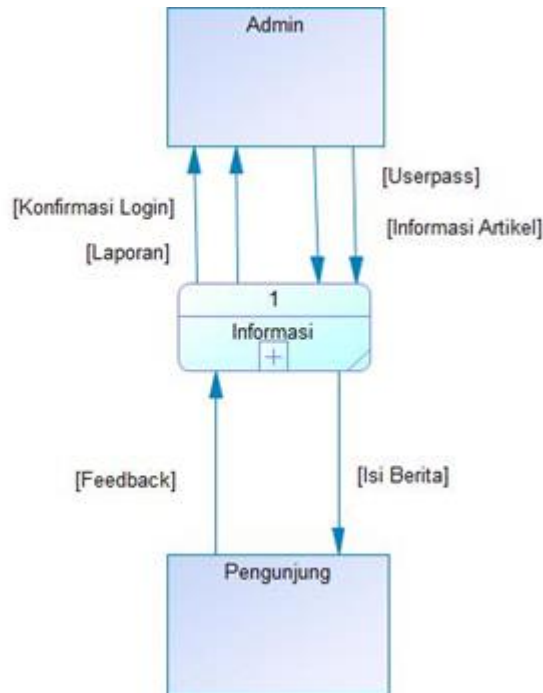 Admin
[Userpass]
[Konfirmasi Login]
[Informasi Artikel]
[Laporan]
1
Informasi
[Feedback]
[Isi Berita]
Pengunjung